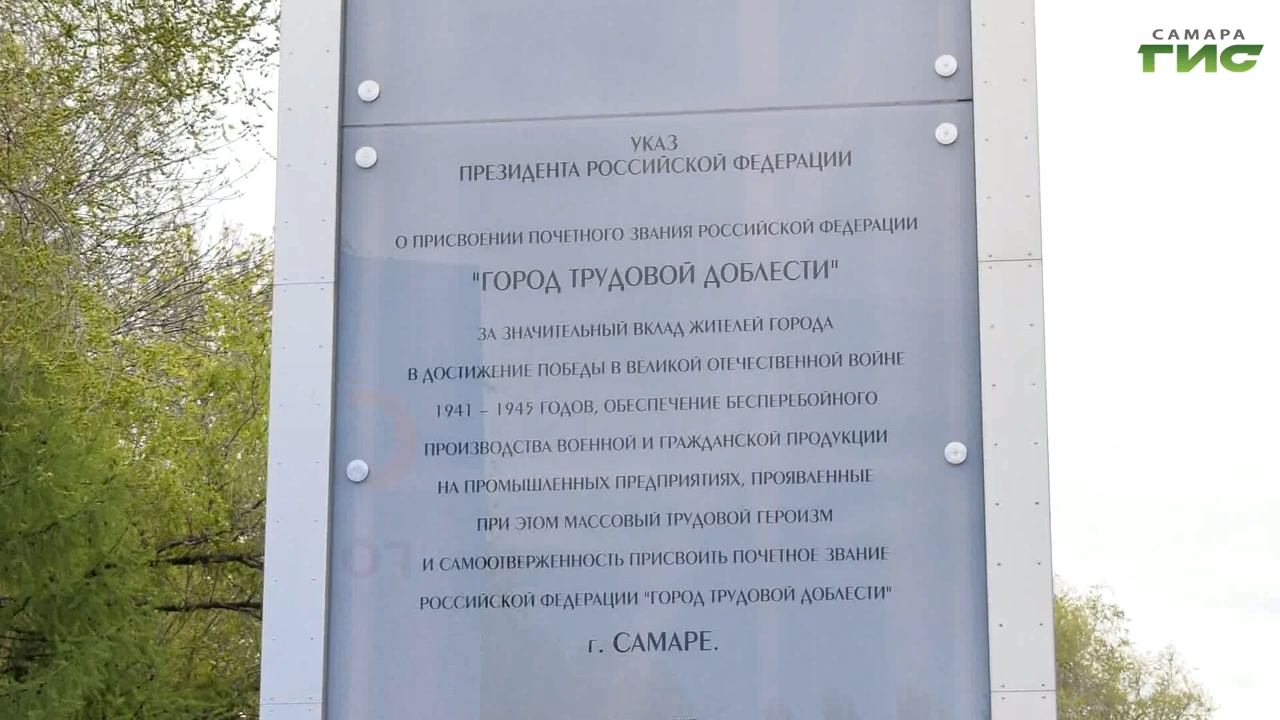 САМАРА
ГИС
УКАЗ
ПРЕЗИДЕНТА РОССИЙСКОЙ ФЕДЕРАЦИИ
О ПРИСВОЕНИИ ПОЧЕТНОГО ЗВАНИЯ РОССИЙСКОЙ ФЕДЕРАЦИИ
"ГОРОД ТРУДОВОЙ ДОБЛЕСТИ"
ЗА ЗНАЧИТЕЛЬНЫЙ ВКЛАД ЖИТЕЛЕЙ ГОРОДА
В ДОСТИЖЕНИЕ ПОБЕДЫ В ВЕЛИКОЙ ОТЕЧЕСТВЕННОЙ ВОЙНЕ
1941 – 1945 ГОДОВ, ОБЕСПЕЧЕНИЕ БЕСПЕРЕБОЙНОГО
ПРОИЗВОДСТВА ВОЕННОЙ И ГРАЖДАНСКОЙ ПРОДУКЦИИ
НА ПРОМЫШЛЕННЫХ ПРЕДПРИЯТИЯХ, ПРОЯВЛЕННЫЕ
ПРИ ЭТОМ МАССОВЫЙ ТРУДОВОЙ ГЕРОИЗМ
И САМООТВЕРЖЕННОСТЬ ПРИСВОИТЬ ПОЧЕТНОЕ ЗВАНИЕ
РОССИЙСКОЙ ФЕДЕРАЦИИ "ГОРОД ТРУДОВОЙ ДОБЛЕСТИ"
г. САМАРЕ.